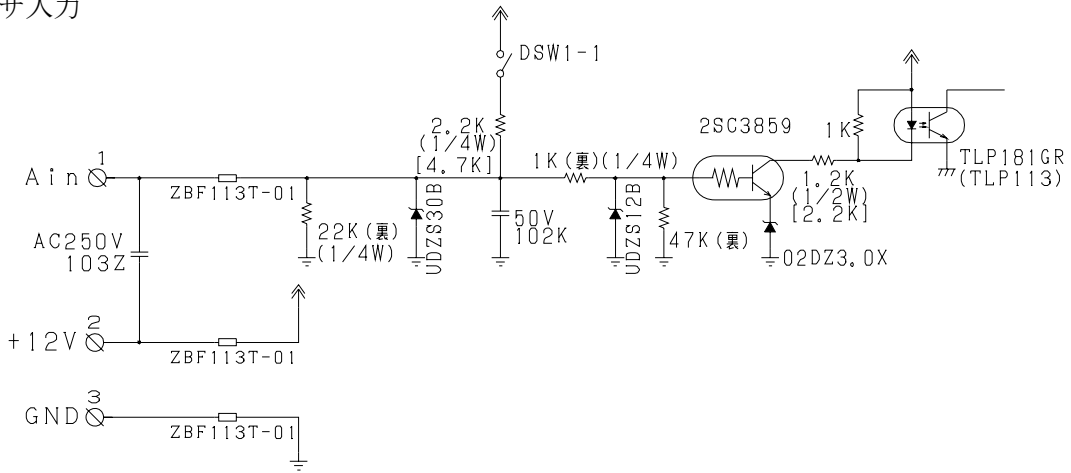 サ入力
DSW1-1
2.2K
(1/4W)
[4.7K]
2SC3859
1K
TLP181GR
(TLP113)
1
Ain
ZBF113T-01
1K(裏)(1/4W)
1.2K
(1/2W)
[2.2K]
22K(裏)
(1/4W)
UDZS30B
50V
102K
UDZS12B
47K(裏)
02DZ3.0X
AC250V
103Z
2
+12V
ZBF113T-01
3
GND
ZBF113T-01